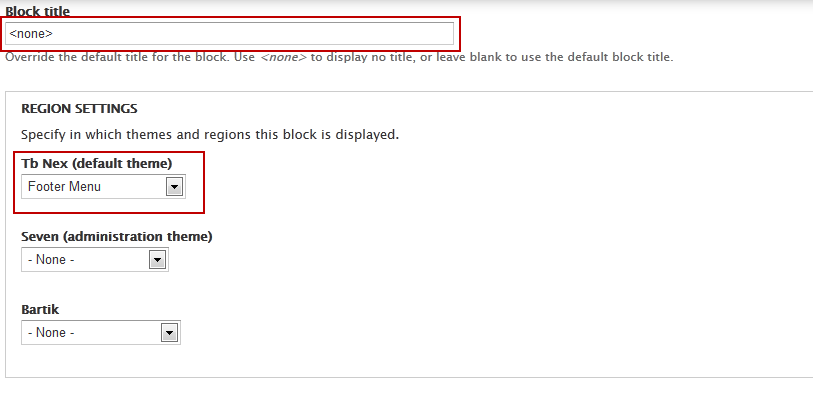 Block title
<none>
Override the default title for the block. Use <none> to display no title, or leave blank to use the default block title.
REGION SETTINGS
Specify in which themes and regions this block is displayed.
Tb Nex (default theme)
Footer Menu
Seven (administration theme)
- None -
Bartik
- None -